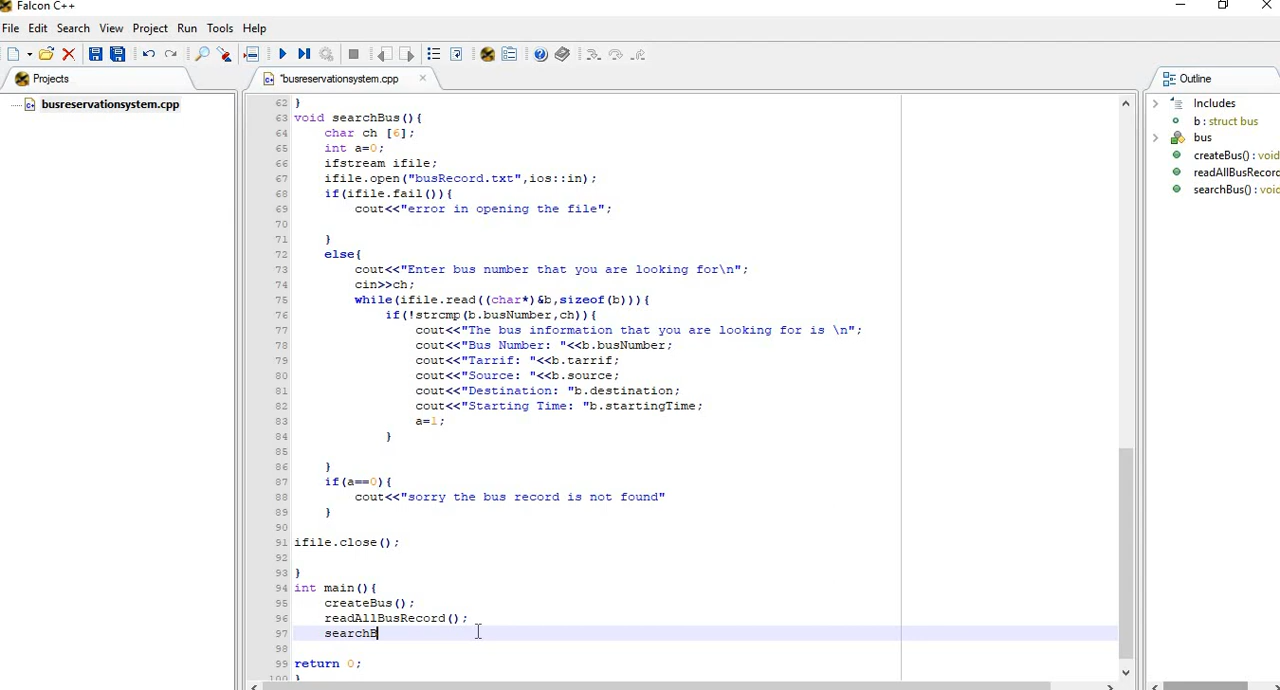 Falcon C++
File Edit Search View Project Run Tools Help
Projects
*busreservationsystem.cpp
Outline
busreservationsystem.cpp
Includes
b : struct bus
bus
createBus() : void
readAllBusRecord
searchBus() : void
62 }
63 void searchBus(){
64 char ch [6];
65 int a=0;
66 ifstream ifile;
67 ifile.open("busRecord.txt",ios::in);
68 if(ifile.fail()){
69 cout<<"error in opening the file";
70
71 }
72 else{
73 cout<<"Enter bus number that you are looking for\n";
74 cin>>ch;
75 while(ifile.read((char*)&b,sizeof(b))){
76 if(!strcmp(b.busNumber,ch)){
77 cout<<"The bus information that you are looking for is \n";
78 cout<<"Bus Number: "<<b.busNumber;
79 cout<<"Tarrif: "<<b.tarrif;
80 cout<<"Source: "<<b.source;
81 cout<<"Destination: "b.destination;
82 cout<<"Starting Time: "b.startingTime;
83 a=1;
84 }
85
86 }
87 if(a==0){
88 cout<<"sorry the bus record is not found"
89 }
90
91 ifile.close();
92
93 }
94 int main(){
95 createBus();
96 readAllBusRecord();
97 searchB
98
99 return 0;
100 }